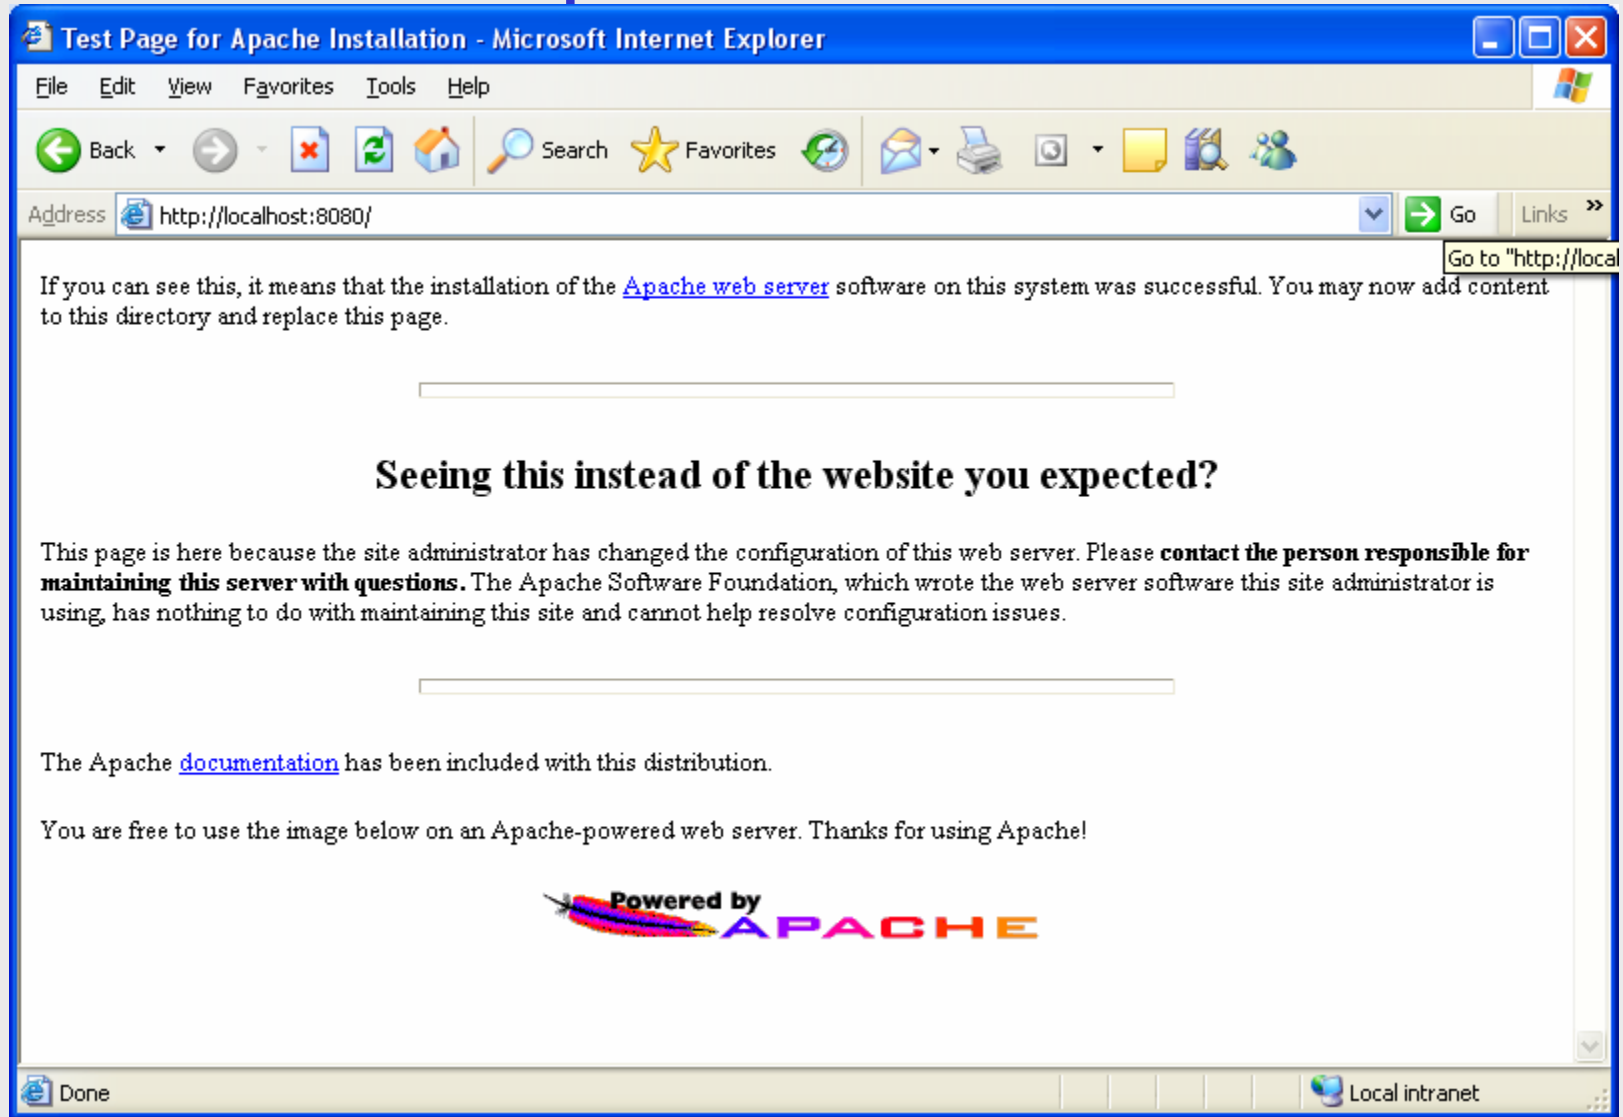 Test Page for Apache Installation - Microsoft Internet Explorer
File Edit View Favorites Tools Help
Back Search Favorites
Address http://localhost:8080/ Go Links »
Go to "http://local
If you can see this, it means that the installation of the Apache web server software on this system was successful. You may now add content
to this directory and replace this page.
Seeing this instead of the website you expected?
This page is here because the site administrator has changed the configuration of this web server. Please contact the person responsible for
maintaining this server with questions. The Apache Software Foundation, which wrote the web server software this site administrator is
using, has nothing to do with maintaining this site and cannot help resolve configuration issues.
The Apache documentation has been included with this distribution.
You are free to use the image below on an Apache-powered web server. Thanks for using Apache!
Powered by
APACHE
Done Local intranet